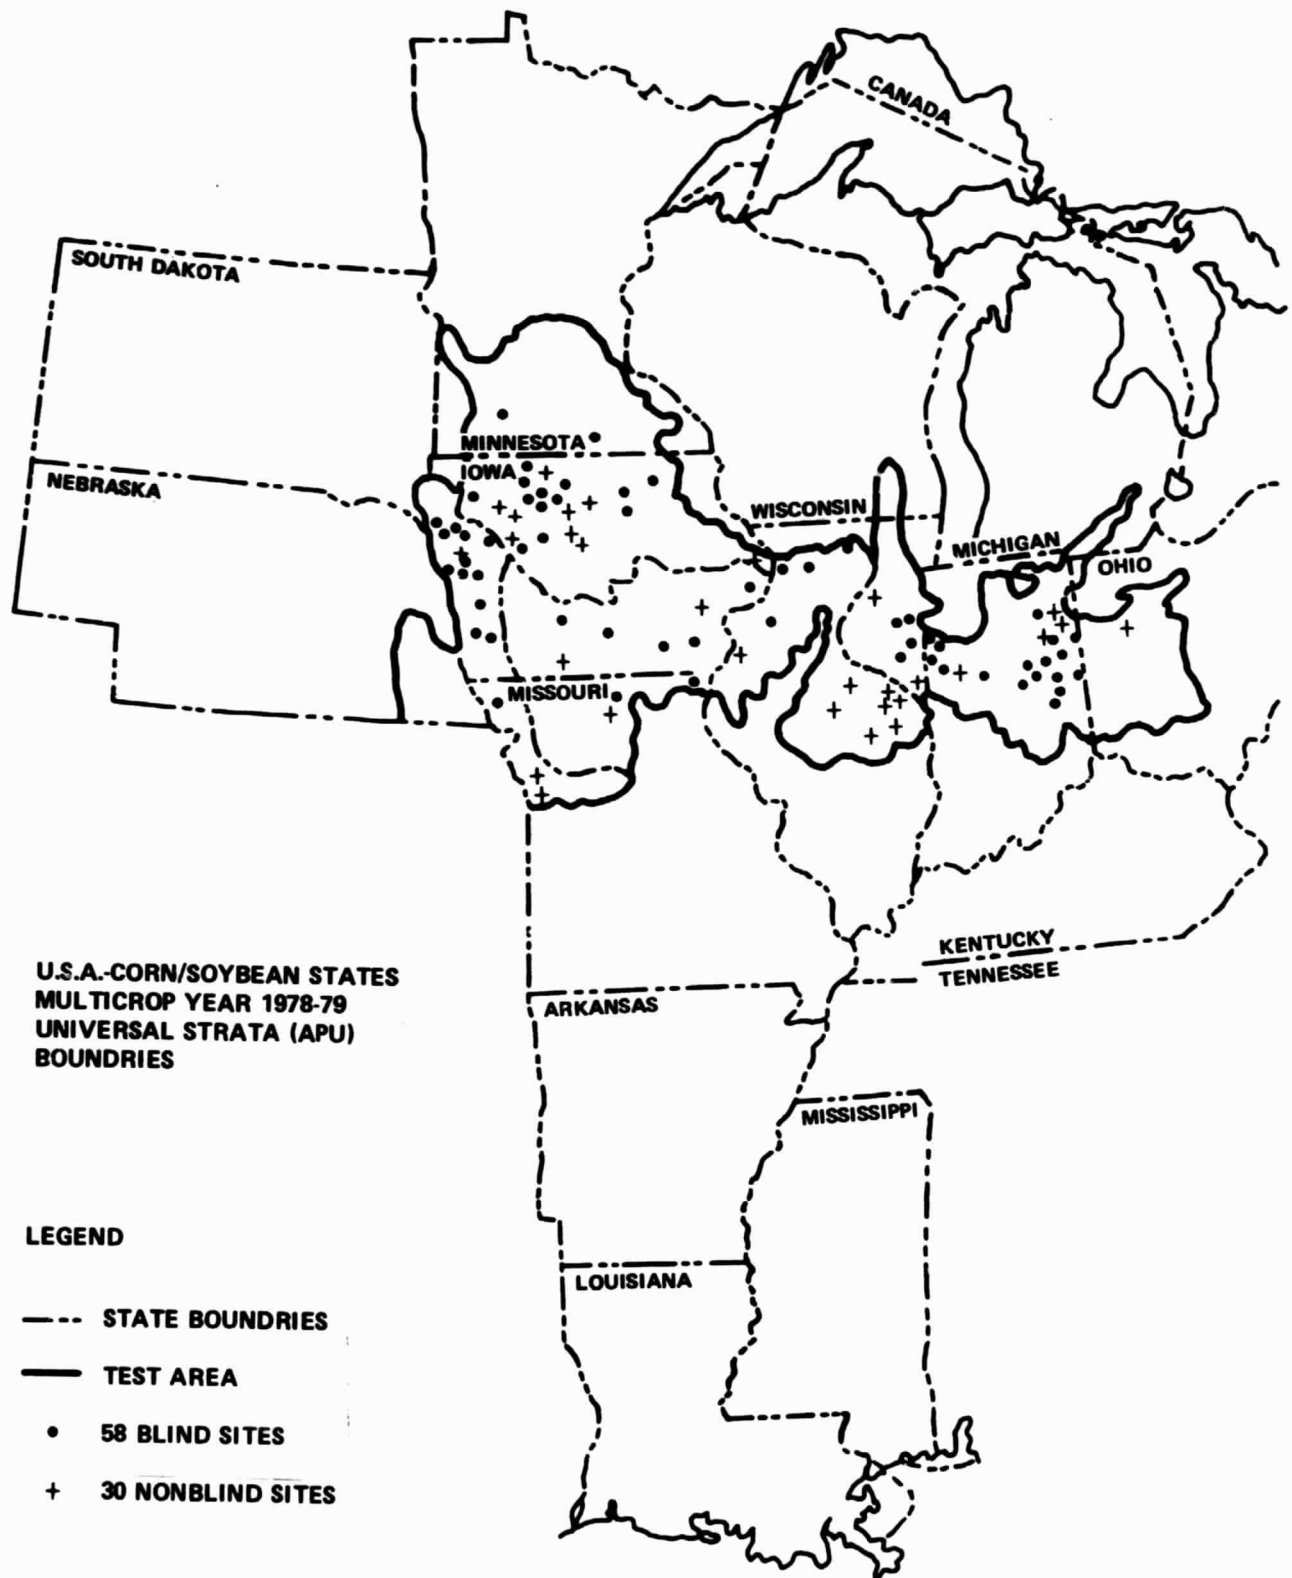 CANADA
SOUTH DAKOTA
MINNESOTA
IOWA
NEBRASKA
WISCONSIN
MICHIGAN
OHIO
MISSOURI
KENTUCKY
TENNESSEE
U.S.A.-CORN/SOYBEAN STATES
MULTICROP YEAR 1978-79
UNIVERSAL STRATA (APU)
BOUNDRIES
ARKANSAS
MISSISSIPPI
LOUISIANA
LEGEND
STATE BOUNDRIES
TEST AREA
58 BLIND SITES
30 NONBLIND SITES